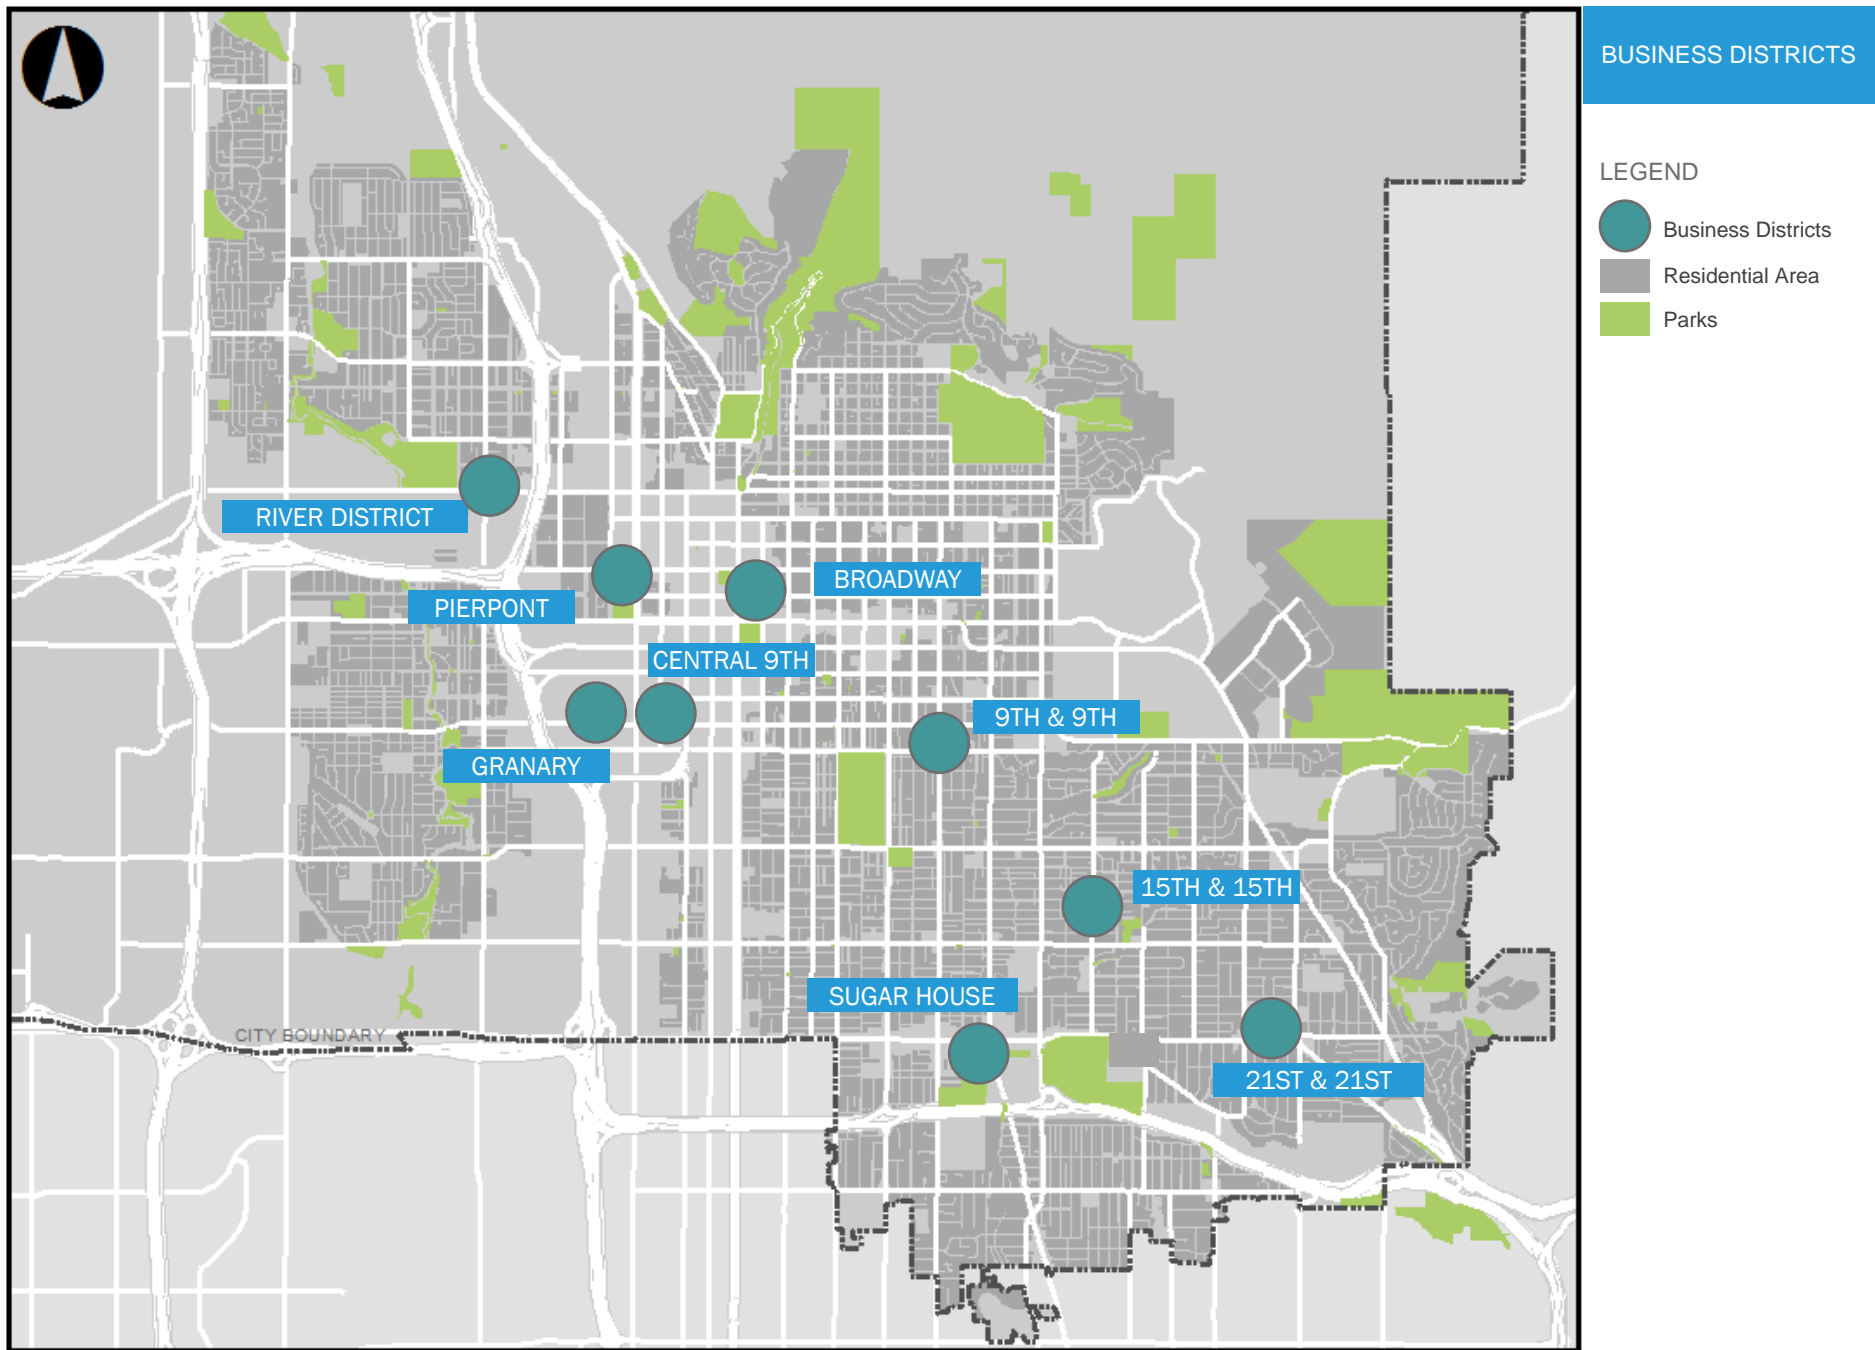 BUSINESS DISTRICTS
LEGEND
Business Districts
Residential Area
Parks
RIVER DISTRICT
BROADWAY
PIERPONT
CENTRAL 9TH
9TH & 9TH
GRANARY
15TH & 15TH
SUGAR HOUSE
CITY BOUNDARY
21ST & 21ST